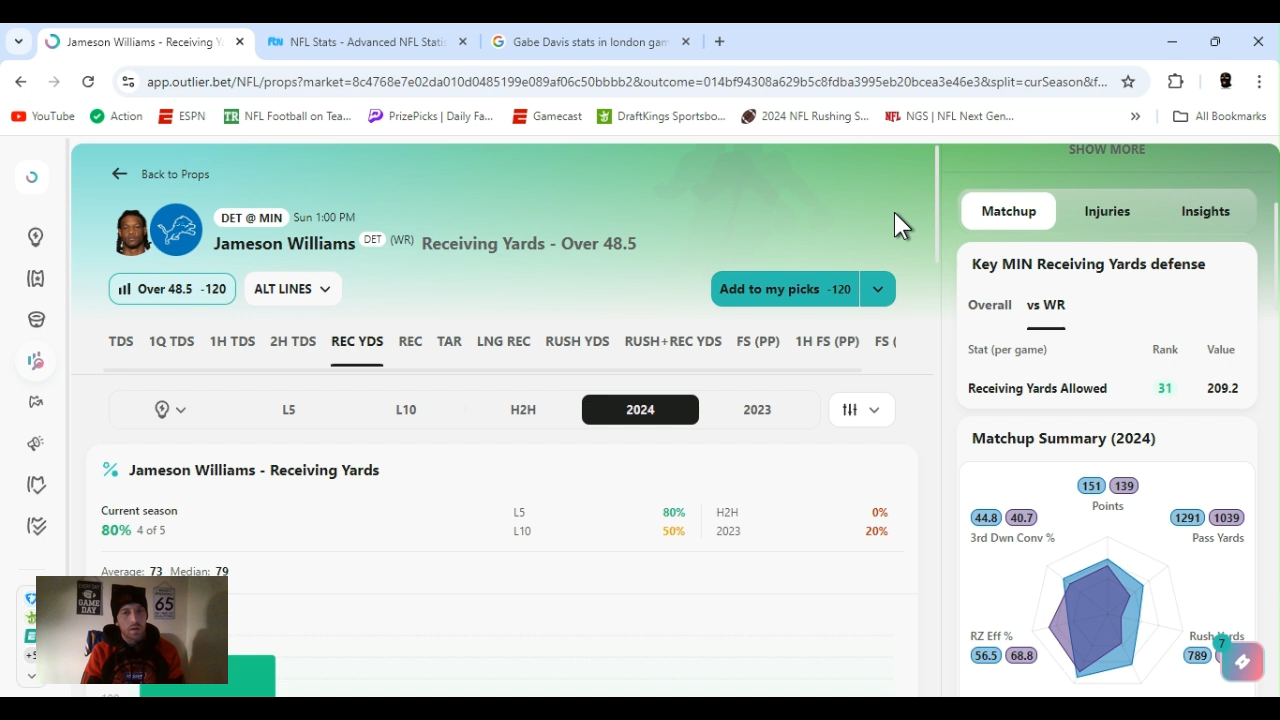 Jameson Williams - Receiving Y
NFL Stats - Advanced NFL Stati
Gabe Davis stats in london gam
app.outlier.bet/NFL/props?market=8c4768e7e02da010d0485199e089af06c50bbbb2&outcome=014bf94308a629b5c8fdba3995eb20bcea3e46e3&split=curSeason&f...
YouTube Action ESPN NFL Football on Tea... PrizePicks | Daily Fa... Gamecast DraftKings Sportsbo... 2024 NFL Rushing S... NFL NGS | NFL Next Gen... » All Bookmarks
Back to Props
SHOW MORE
DET @ MIN Sun 1:00 PM
Jameson Williams DET (WR) Receiving Yards - Over 48.5
Over 48.5 -120 ALT LINES
Add to my picks -120
TDS 1Q TDS 1H TDS 2H TDS REC YDS REC TAR LNG REC RUSH YDS RUSH+REC YDS FS (PP) 1H FS (PP) FS (
L5 L10 H2H 2024 2023
Jameson Williams - Receiving Yards
Current season
80% 4 of 5
L5 80% H2H 0%
L10 50% 2023 20%
Average: 73 Median: 79
Matchup Injuries Insights
Key MIN Receiving Yards defense
Overall vs WR
Stat (per game) Rank Value
Receiving Yards Allowed 31 209.2
Matchup Summary (2024)
151 139
Points
44.8 40.7
3rd Dwn Conv %
1291 1039
Pass Yards
RZ Eff %
56.5 68.8
Rush Yards
789
7
GAME
DAY
65